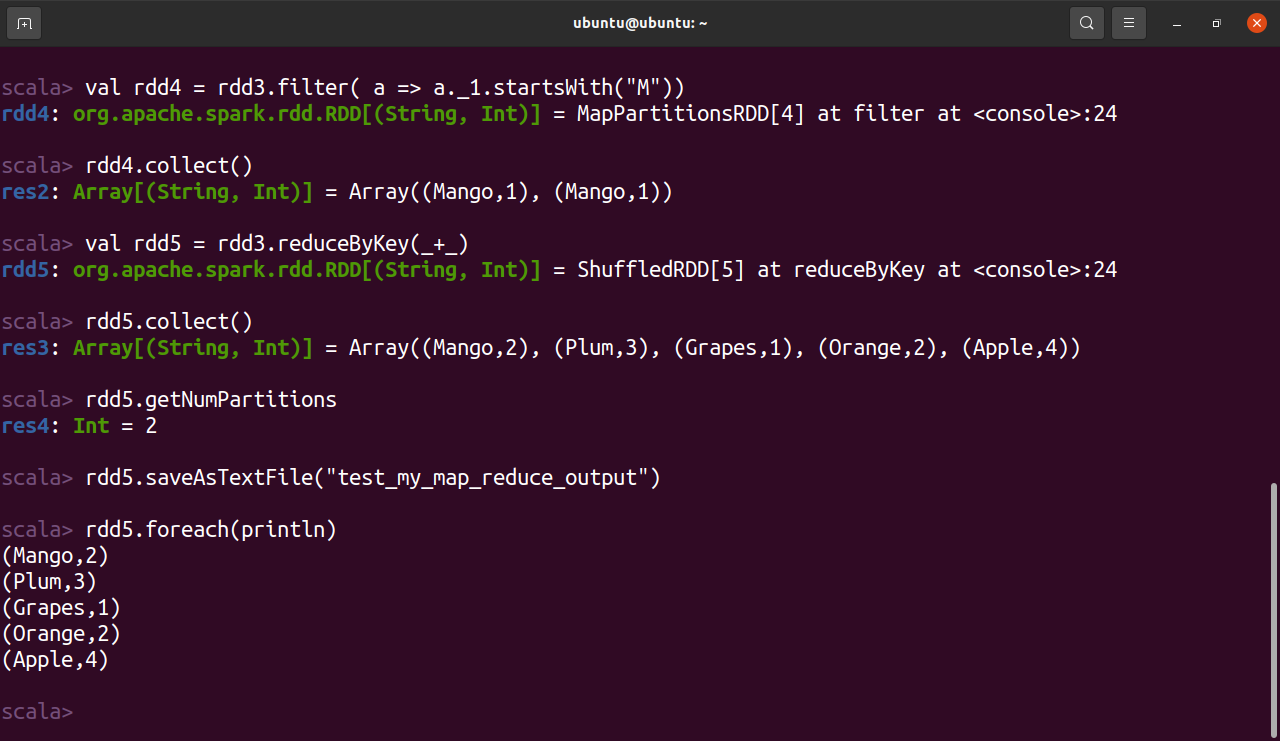 ubuntu@ubuntu: ~
scala> val rdd4 = rdd3.filter( a => a._1.startsWith("M"))
rdd4: org.apache.spark.rdd.RDD[(String, Int)] = MapPartitionsRDD[4] at filter at <console>:24
scala> rdd4.collect()
res2: Array[(String, Int)] = Array((Mango,1), (Mango,1))
scala> val rdd5 = rdd3.reduceByKey(_+_)
rdd5: org.apache.spark.rdd.RDD[(String, Int)] = ShuffledRDD[5] at reduceByKey at <console>:24
scala> rdd5.collect()
res3: Array[(String, Int)] = Array((Mango,2), (Plum,3), (Grapes,1), (Orange,2), (Apple,4))
scala> rdd5.getNumPartitions
res4: Int = 2
scala> rdd5.saveAsTextFile("test_my_map_reduce_output")
scala> rdd5.foreach(println)
(Mango,2)
(Plum,3)
(Grapes,1)
(Orange,2)
(Apple,4)
scala>